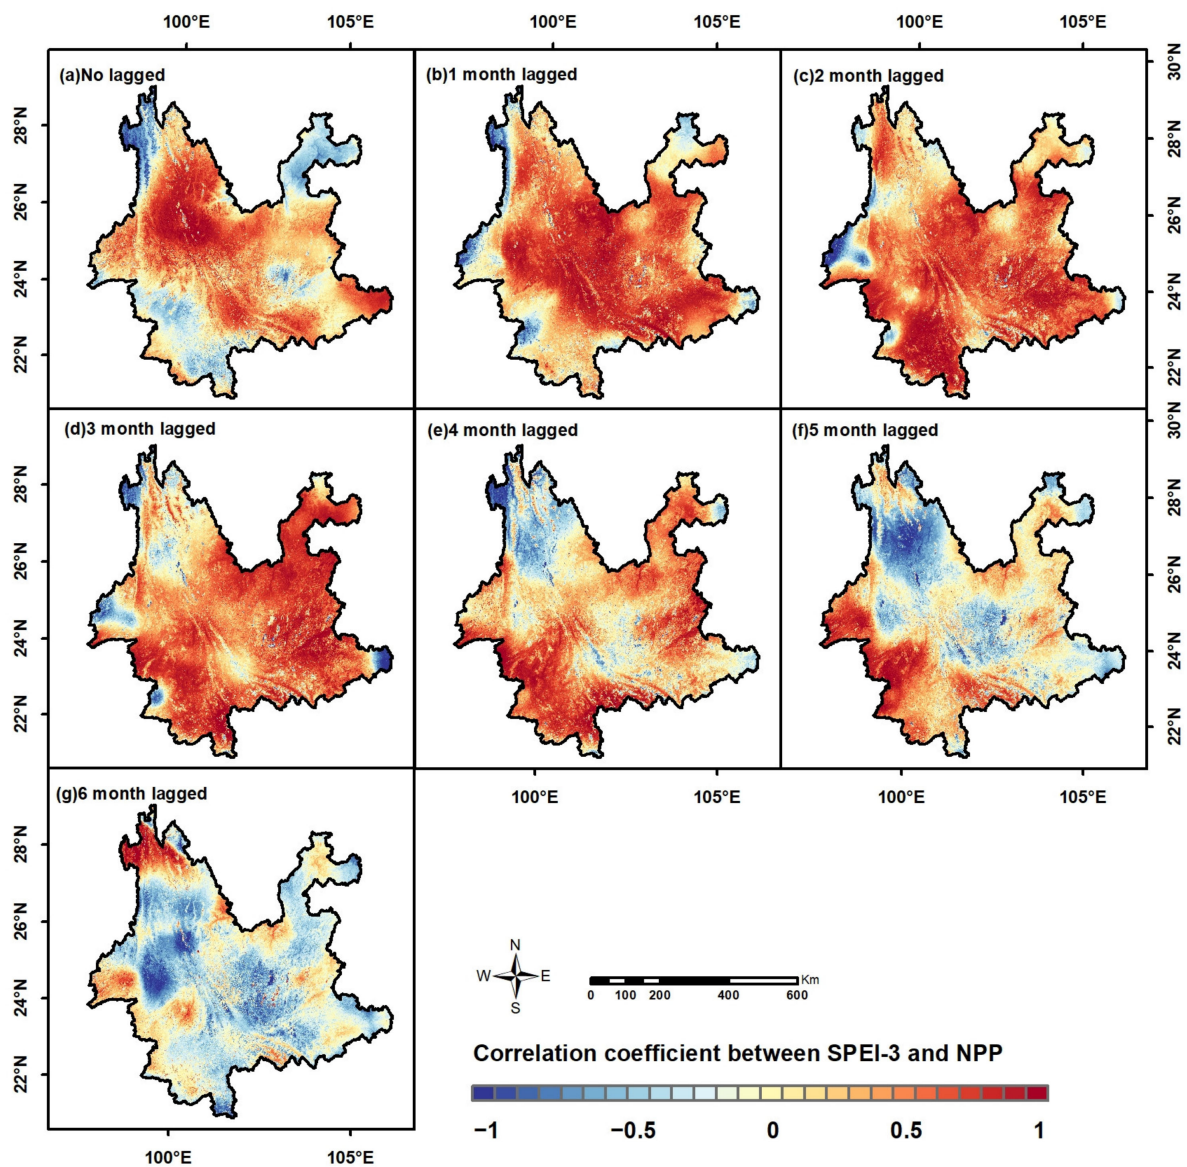 100°E 105°E 100°E 105°E 100°E 105°E
(a)No lagged (b)1 month lagged (c)2 month lagged
28°N 26°N 24°N 22°N
30°N 28°N 26°N 24°N 22°N
(d)3 month lagged (e)4 month lagged (f)5 month lagged
28°N 26°N 24°N 22°N
30°N 28°N 26°N 24°N 22°N
100°E 105°E 100°E 105°E
(g)6 month lagged
28°N 26°N 24°N 22°N
100°E 105°E
N
W E
S
Km
0 100 200 400 600
Correlation coefficient between SPEI-3 and NPP
−1 −0.5 0 0.5 1